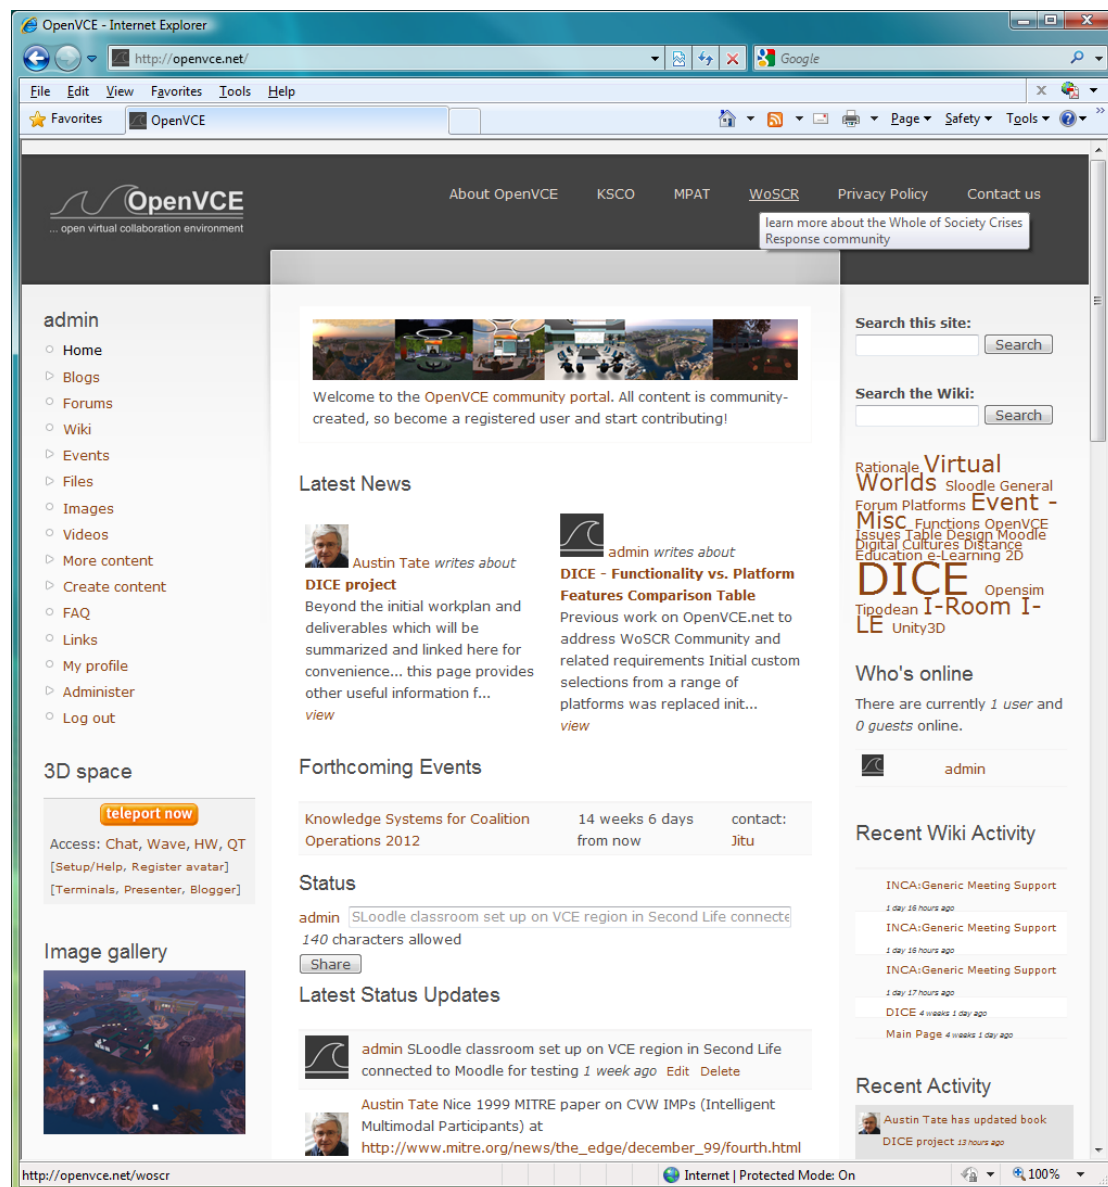 OpenVCE - Internet Explorer
http://openvce.net/
Google
File Edit View Favorites Tools Help
Favorites OpenVCE Page Safety Tools
OpenVCE
... open virtual collaboration environment
About OpenVCE KSCO MPAT WoSCR Privacy Policy Contact us
learn more about the Whole of Society Crises
Response community
admin
Home
Blogs
Forums
Wiki
Events
Files
Images
Videos
More content
Create content
FAQ
Links
My profile
Administer
Log out
3D space
teleport now
Access: Chat, Wave, HW, QT
[Setup/Help, Register avatar]
[Terminals, Presenter, Blogger]
Image gallery
Welcome to the OpenVCE community portal. All content is community-
created, so become a registered user and start contributing!
Latest News
Austin Tate writes about
DICE project
Beyond the initial workplan and
deliverables which will be
summarized and linked here for
convenience... this page provides
other useful information f...
view
admin writes about
DICE - Functionality vs. Platform
Features Comparison Table
Previous work on OpenVCE.net to
address WoSCR Community and
related requirements Initial custom
selections from a range of
platforms was replaced init...
view
Forthcoming Events
Knowledge Systems for Coalition
Operations 2012
14 weeks 6 days
from now
contact:
Jitu
Status
admin SLoodle classroom set up on VCE region in Second Life connecte
140 characters allowed
Share
Latest Status Updates
admin SLoodle classroom set up on VCE region in Second Life
connected to Moodle for testing 1 week ago Edit Delete
Austin Tate Nice 1999 MITRE paper on CVW IMPs (Intelligent
Multimodal Participants) at
http://www.mitre.org/news/the_edge/december_99/fourth.html
Search this site:
Search
Search the Wiki:
Search
Rationale Virtual
Worlds Sloodle General
Forum Platforms Event -
Misc Functions OpenVCE
Issues Table Design Moodle
Digital Cultures Distance
Education e-Learning 2D
DICE Opensim
Tipodean I-Room I-
LE Unity3D
Who's online
There are currently 1 user and
0 guests online.
admin
Recent Wiki Activity
INCA:Generic Meeting Support
1 day 16 hours ago
INCA:Generic Meeting Support
1 day 16 hours ago
INCA:Generic Meeting Support
1 day 17 hours ago
DICE 4 weeks 1 day ago
Main Page 4 weeks 1 day ago
Recent Activity
Austin Tate has updated book
DICE project 13 hours ago
http://openvce.net/woscr
Internet | Protected Mode: On
100%